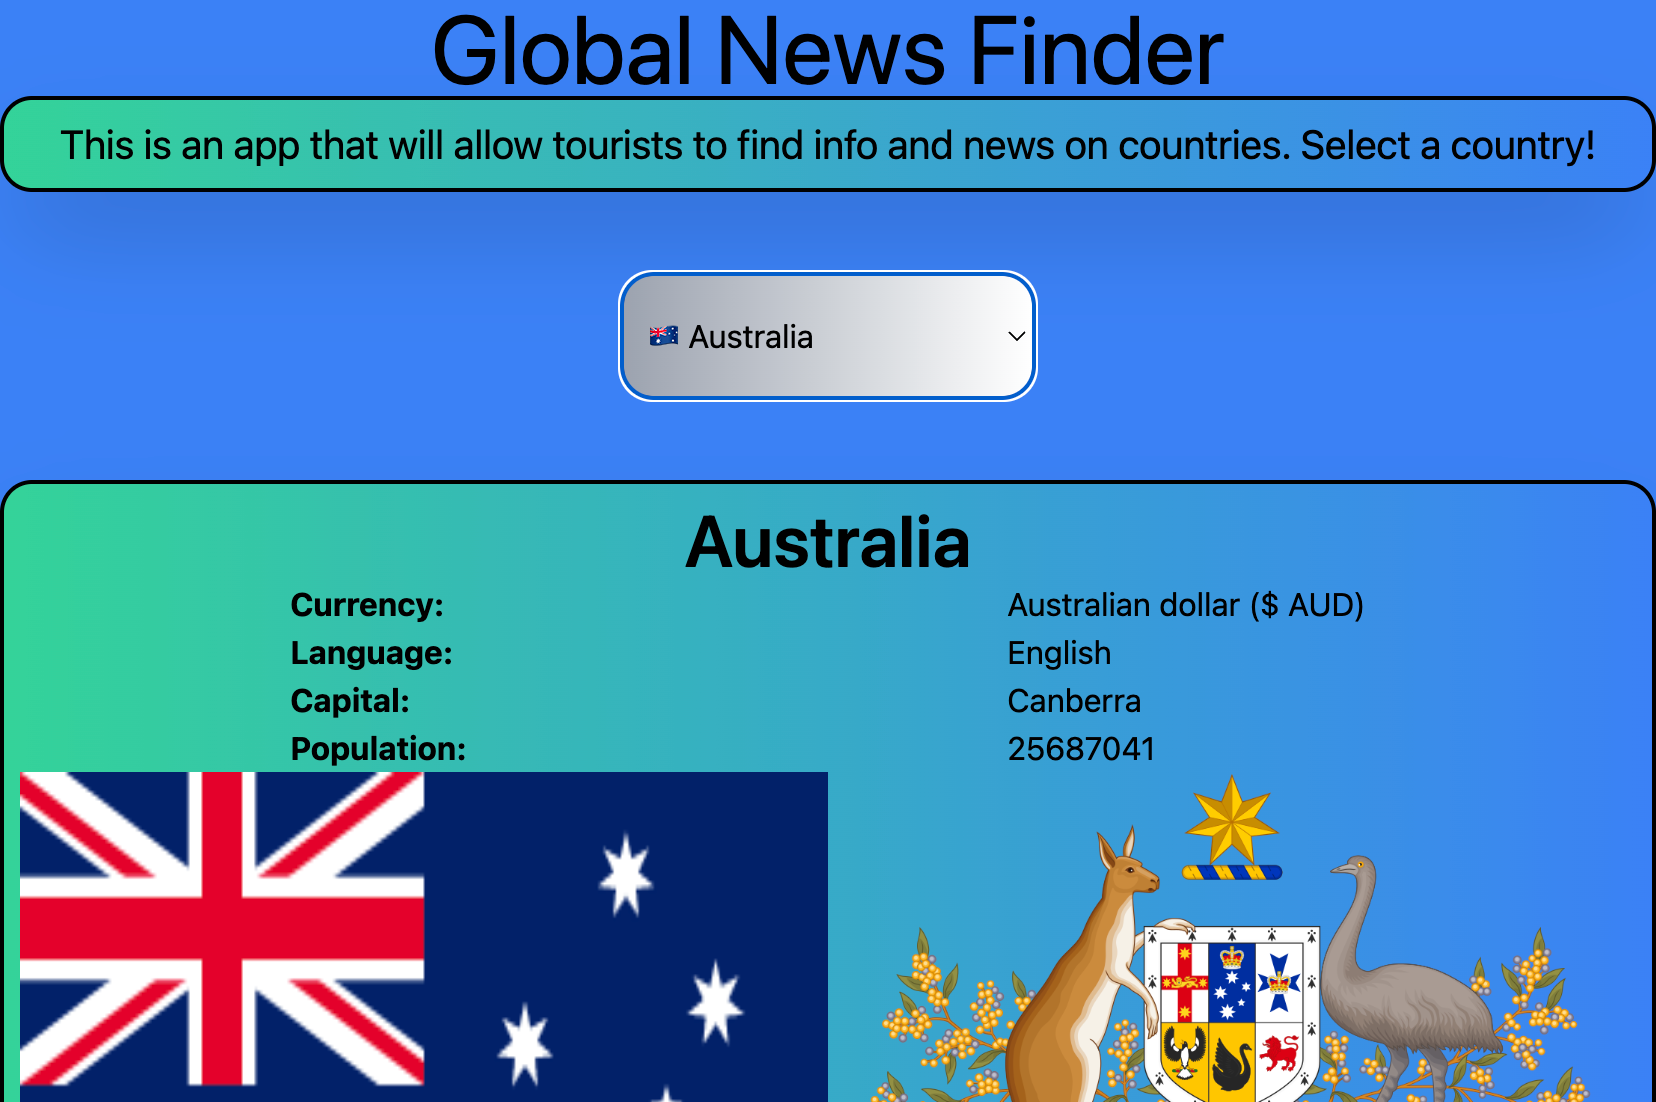 Global News Finder
This is an app that will allow tourists to find info and news on countries. Select a country!
🇦🇺 Australia
Australia
Currency: Australian dollar ($ AUD)
Language: English
Capital: Canberra
Population: 25687041